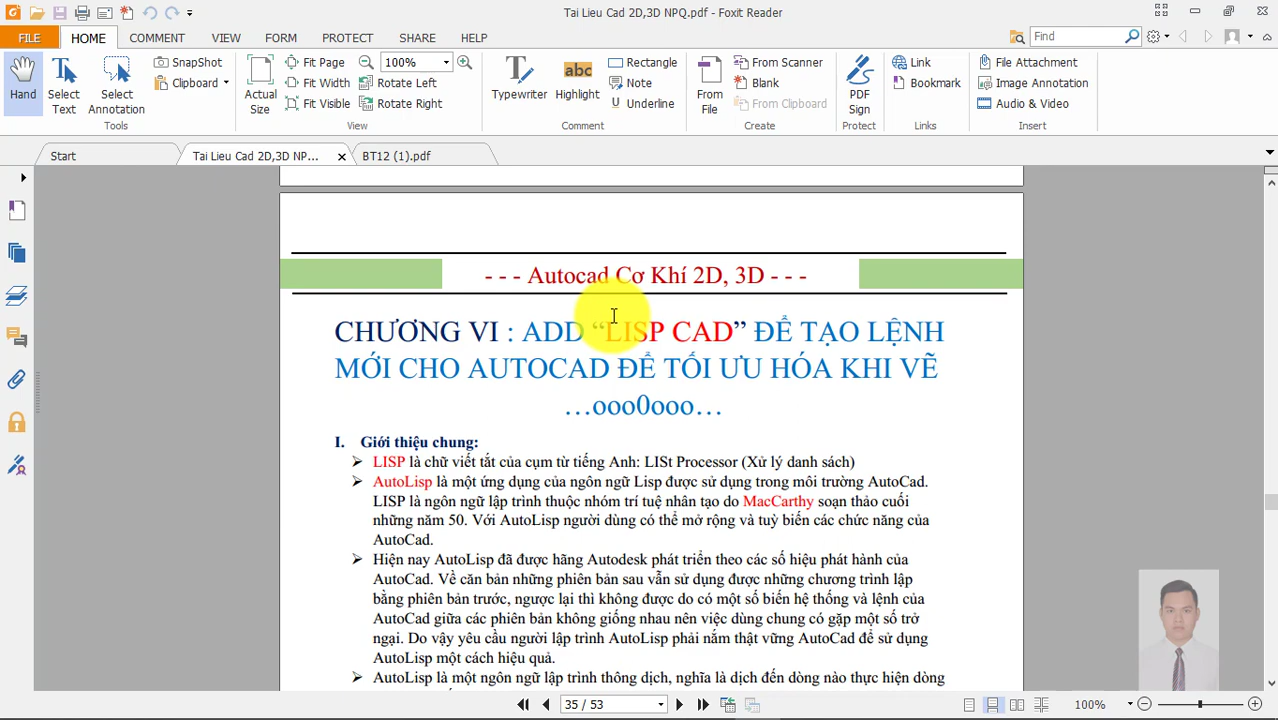 Tai Lieu Cad 2D,3D NPQ.pdf - Foxit Reader
FILE HOME COMMENT VIEW FORM PROTECT SHARE HELP Find
Hand
Select Text
Select Annotation
SnapShot
Clipboard
Tools
Actual Size
Fit Page
Fit Width
Fit Visible
100%
Rotate Left
Rotate Right
View
Typewriter
Highlight
Rectangle
Note
Underline
Comment
From File
From Scanner
Blank
From Clipboard
Create
PDF Sign
Protect
Link
Bookmark
Links
File Attachment
Image Annotation
Audio & Video
Insert
Start Tai Lieu Cad 2D,3D NP... BT12 (1).pdf
- - - Autocad Cơ Khí 2D, 3D - - -
CHƯƠNG VI : ADD “LISP CAD” ĐỂ TẠO LỆNH
MỚI CHO AUTOCAD ĐỂ TỐI ƯU HÓA KHI VẼ
…ooo0ooo…
I. Giới thiệu chung:
LISP là chữ viết tắt của cụm từ tiếng Anh: LISt Processor (Xử lý danh sách)
AutoLisp là một ứng dụng của ngôn ngữ Lisp được sử dụng trong môi trường AutoCad.
LISP là ngôn ngữ lập trình thuộc nhóm trí tuệ nhân tạo do MacCarthy soạn thảo cuối
những năm 50. Với AutoLisp người dùng có thể mở rộng và tuỳ biến các chức năng của
AutoCad.
Hiện nay AutoLisp đã được hãng Autodesk phát triển theo các số hiệu phát hành của
AutoCad. Về căn bản những phiên bản sau vẫn sử dụng được những chương trình lập
bằng phiên bản trước, ngược lại thì không được do có một số biến hệ thống và lệnh của
AutoCad giữa các phiên bản không giống nhau nên việc dùng chung có gặp một số trở
ngại. Do vậy yêu cầu người lập trình AutoLisp phải nắm thật vững AutoCad để sử dụng
AutoLisp một cách hiệu quả.
AutoLisp là một ngôn ngữ lập trình thông dịch, nghĩa là dịch đến dòng nào thực hiện dòng
35 / 53
100%